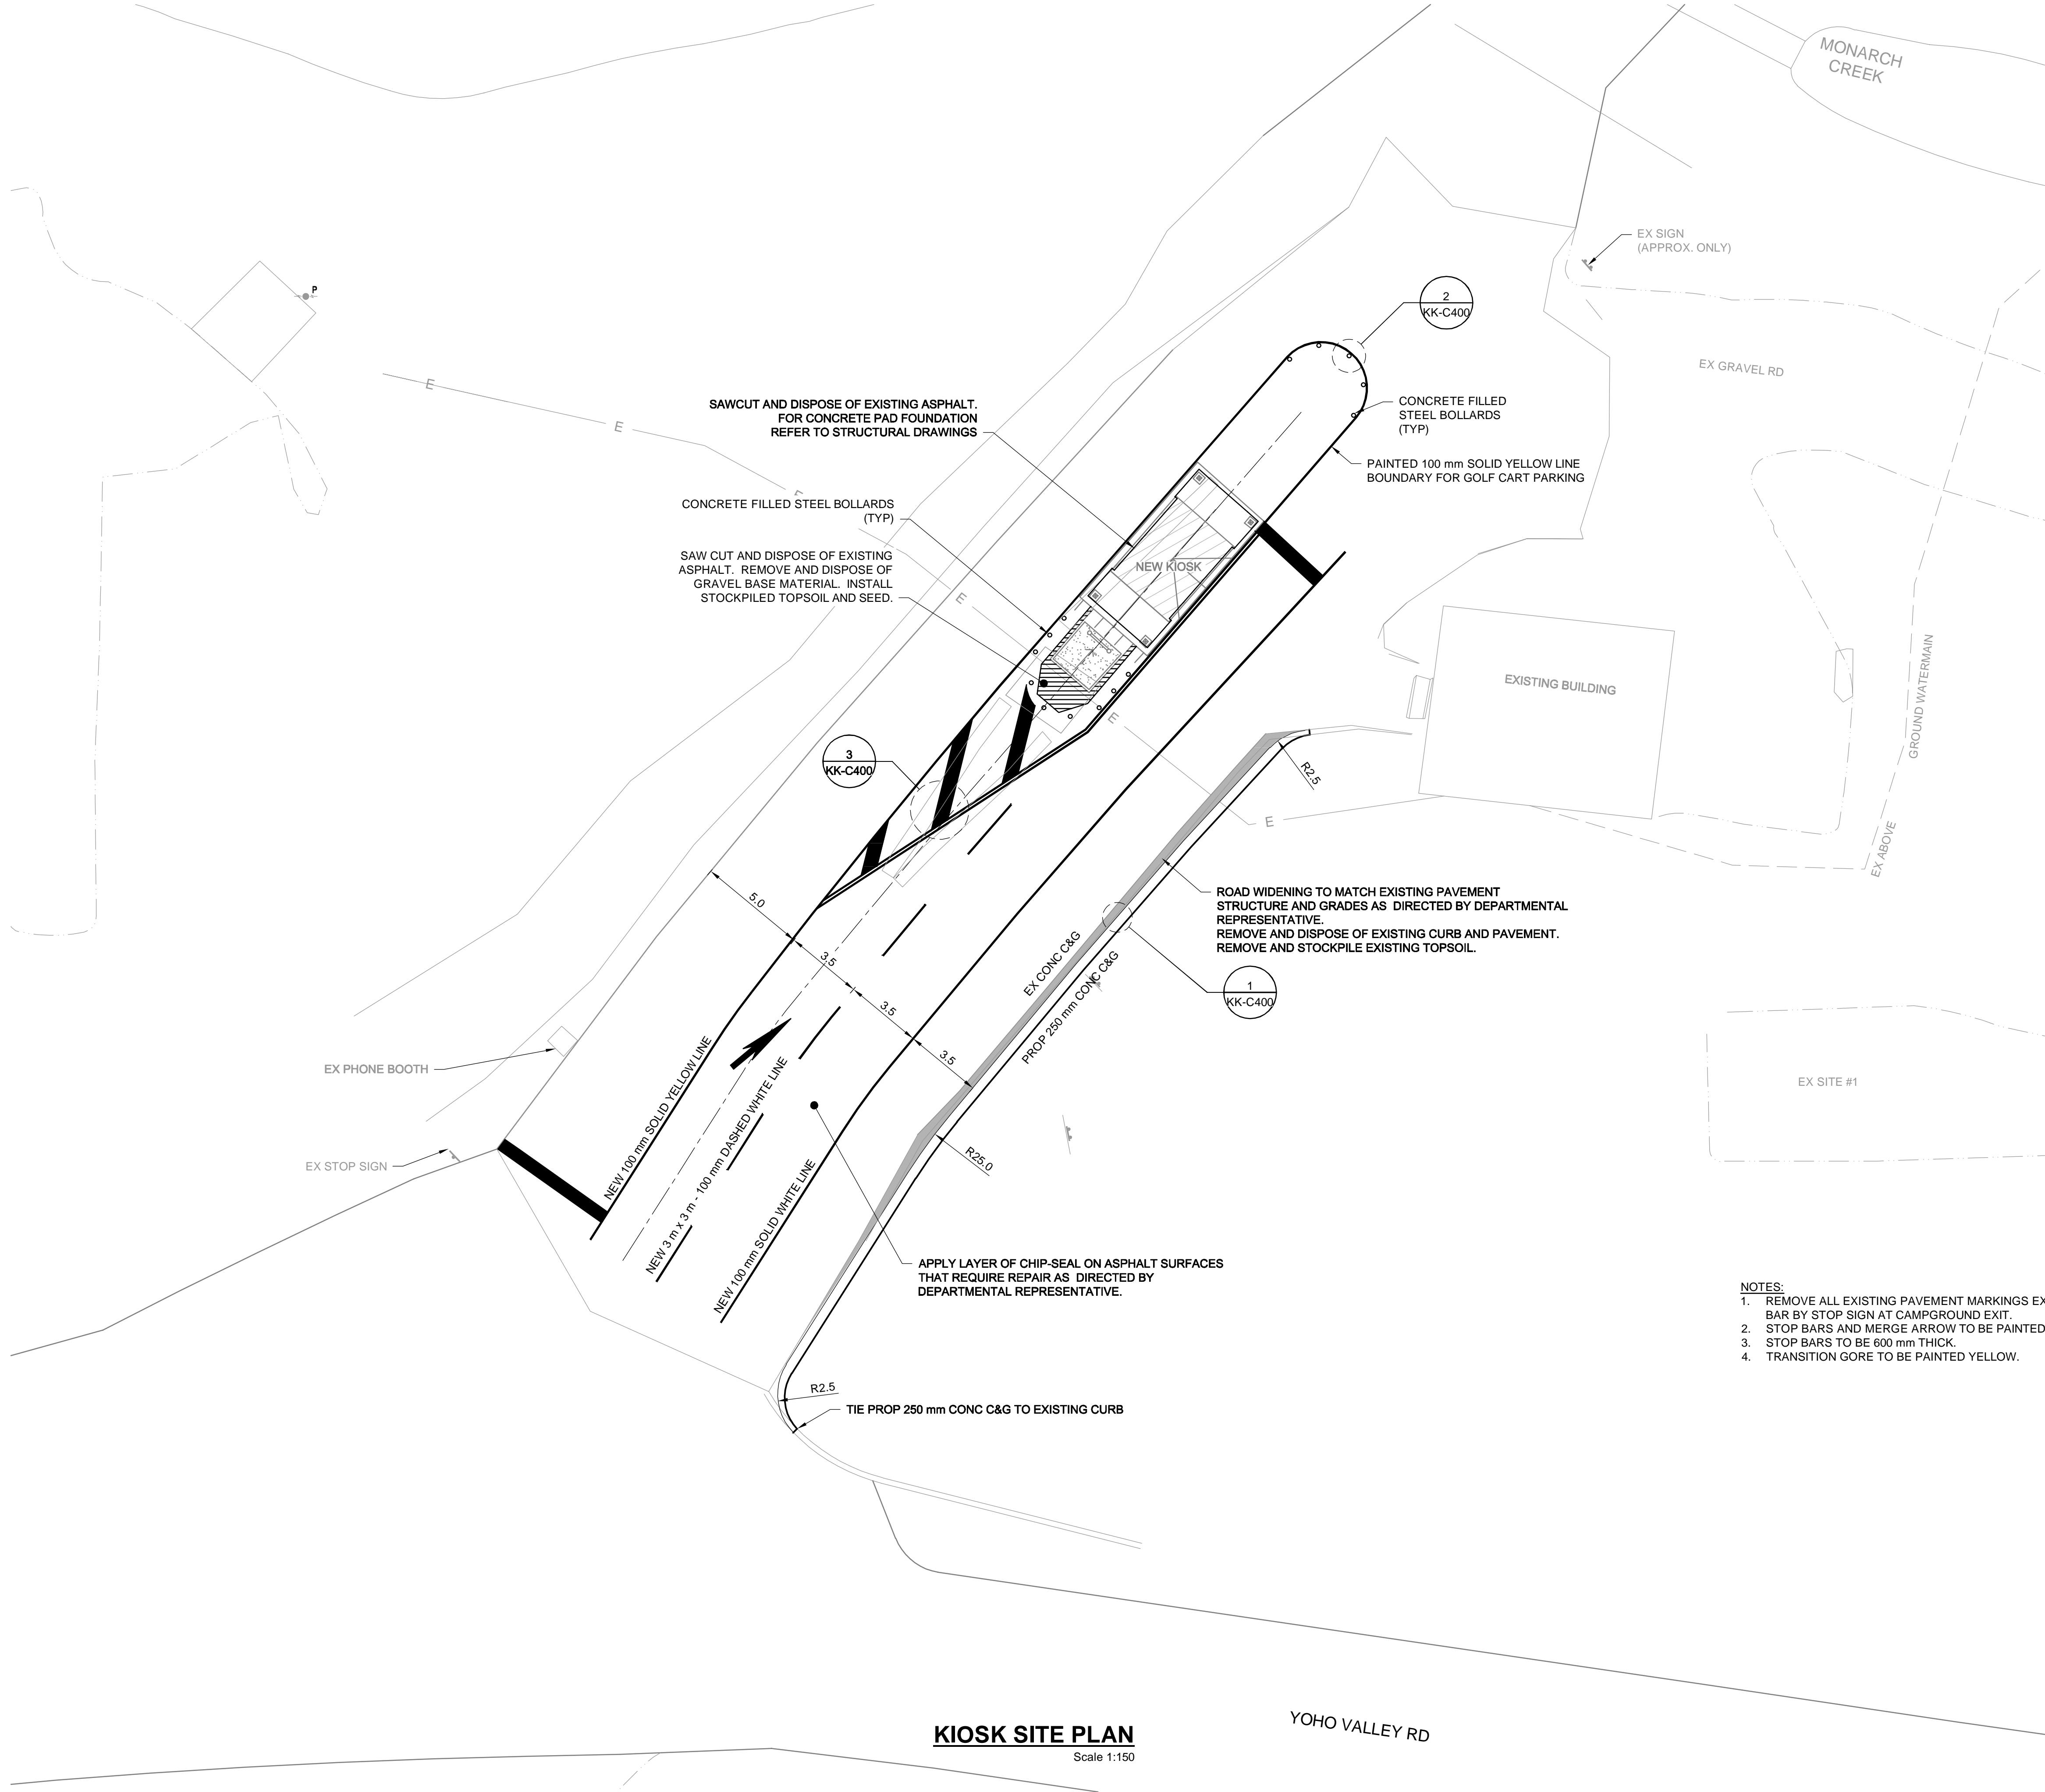 MONARCH
CREEK
EX SIGN
(APPROX. ONLY)
P
2
KK-C400
EX GRAVEL RD
E
E
E
E
E
E
SAWCUT AND DISPOSE OF EXISTING ASPHALT.
FOR CONCRETE PAD FOUNDATION
REFER TO STRUCTURAL DRAWINGS
CONCRETE FILLED
STEEL BOLLARDS
(TYP)
PAINTED 100 mm SOLID YELLOW LINE
BOUNDARY FOR GOLF CART PARKING
CONCRETE FILLED STEEL BOLLARDS
(TYP)
SAW CUT AND DISPOSE OF EXISTING
ASPHALT. REMOVE AND DISPOSE OF
GRAVEL BASE MATERIAL. INSTALL
STOCKPILED TOPSOIL AND SEED.
NEW KIOSK
EXISTING BUILDING
EX ABOVE GROUND WATERMAIN
3
KK-C400
R2.5
ROAD WIDENING TO MATCH EXISTING PAVEMENT
STRUCTURE AND GRADES AS DIRECTED BY DEPARTMENTAL
REPRESENTATIVE.
REMOVE AND DISPOSE OF EXISTING CURB AND PAVEMENT.
REMOVE AND STOCKPILE EXISTING TOPSOIL.
5.0
3.5
3.5
3.5
EX CONC C&G
PROP 250 mm CONC C&G
1
KK-C400
EX PHONE BOOTH
EX SITE #1
NEW 100 mm SOLID YELLOW LINE
NEW 3 m x 3 m - 100 mm DASHED WHITE LINE
NEW 100 mm SOLID WHITE LINE
EX STOP SIGN
R25.0
APPLY LAYER OF CHIP-SEAL ON ASPHALT SURFACES
THAT REQUIRE REPAIR AS DIRECTED BY
DEPARTMENTAL REPRESENTATIVE.
NOTES:
1. REMOVE ALL EXISTING PAVEMENT MARKINGS EX
BAR BY STOP SIGN AT CAMPGROUND EXIT.
2. STOP BARS AND MERGE ARROW TO BE PAINTED
3. STOP BARS TO BE 600 mm THICK.
4. TRANSITION GORE TO BE PAINTED YELLOW.
R2.5
TIE PROP 250 mm CONC C&G TO EXISTING CURB
KIOSK SITE PLAN
Scale 1:150
YOHO VALLEY RD